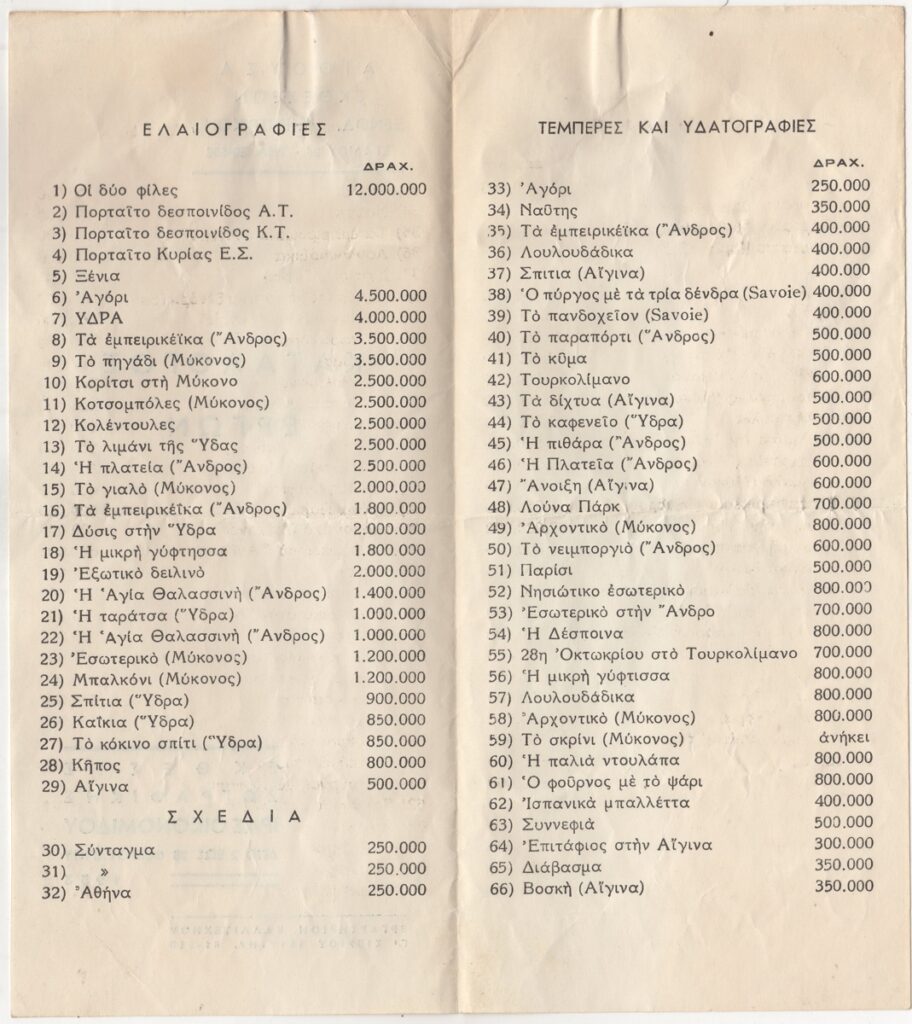 ΕΛΑΙΟΓΡΑΦΙΕΣ
ΔΡΑΧ.
1) Οἱ δύο φίλες 12.000.000
2) Πορταῖτο δεσποινίδος Α.Τ.
3) Πορταῖτο δεσποινίδος Κ.Τ.
4) Πορταῖτο Κυρίας Ε.Σ.
5) Ξένια
6) Ἀγόρι 4.500.000
7) ΥΔΡΑ 4.000.000
8) Τὰ ἐμπειρικέϊκα (Ἄνδρος) 3.500.000
9) Τὸ πηγάδι (Μύκονος) 3.500.000
10) Κορίτσι στὴ Μύκονο 2.500.000
11) Κοτσομπόλες (Μύκονος) 2.500.000
12) Κολέντουλες 2.500.000
13) Τὸ λιμάνι τῆς Ὕδας 2.500.000
14) Ἡ πλατεία (Ἄνδρος) 2.500.000
15) Τὸ γιαλὸ (Μύκονος) 2.000.000
16) Τὰ ἐμπειρικέϊκα (Ἄνδρος) 1.800.000
17) Δύσις στὴν Ὕδρα 2.000.000
18) Ἡ μικρὴ γύφτησσα 1.800.000
19) Ἐξωτικὸ δειλινὸ 2.000.000
20) Ἡ Ἁγία Θαλασσινὴ (Ἄνδρος) 1.400.000
21) Ἡ ταράτσα (Ὕδρα) 1.000.000
22) Ἡ Ἁγία Θαλασσινὴ (Ἄνδρος) 1.000.000
23) Ἐσωτερικὸ (Μύκονος) 1.200.000
24) Μπαλκόνι (Μύκονος) 1.200.000
25) Σπίτια (Ὕδρα) 900.000
26) Καΐκια (Ὕδρα) 850.000
27) Τὸ κόκινο σπίτι (Ὕδρα) 850.000
28) Κῆπος 800.000
29) Αἴγινα 500.000
ΣΧΕΔΙΑ
30) Σύνταγμα 250.000
31) » 250.000
32) Ἀθήνα 250.000
ΤΕΜΠΕΡΕΣ ΚΑΙ ΥΔΑΤΟΓΡΑΦΙΕΣ
ΔΡΑΧ.
33) Ἀγόρι 250.000
34) Ναῦτης 350.000
35) Τὰ ἐμπειρικέϊκα (Ἄνδρος) 400.000
36) Λουλουδάδικα 400.000
37) Σπιτια (Αἴγινα) 400.000
38) Ὁ πύργος μὲ τὰ τρία δένδρα (Savoie) 400.000
39) Τὸ πανδοχεῖον (Savoie) 400.000
40) Τὸ παραπόρτι (Ἄνδρος) 500.000
41) Τὸ κῦμα 500.000
42) Τουρκολίμανο 600.000
43) Τὰ δίχτυα (Αἴγινα) 500.000
44) Τὸ καφενεῖο (Ὕδρα) 500.000
45) Ἡ πιθάρα (Ἄνδρος) 500.000
46) Ἡ Πλατεῖα (Ἄνδρος) 600.000
47) Ἄνοιξη (Αἴγινα) 600.000
48) Λούνα Πάρκ 700.000
49) Ἀρχοντικὸ (Μύκονος) 800.000
50) Τὸ νειμποργιὸ (Ἄνδρος) 600.000
51) Παρίσι 500.000
52) Νησιώτικο ἐσωτερικὸ 800.000
53) Ἐσωτερικὸ στὴν Ἄνδρο 700.000
54) Ἡ Δέσποινα 800.000
55) 28η Ὀκτωκρίου στὸ Τουρκολίμανο 700.000
56) Ἡ μικρὴ γύφτισσα 800.000
57) Λουλουδάδικα 800.000
58) Ἀρχοντικὸ (Μύκονος) 800.000
59) Τὸ σκρίνι (Μύκονος) ἀνήκει
60) Ἡ παλιὰ ντουλάπα 800.000
61) Ὁ φοῦρνος μὲ τὸ ψάρι 800.000
62) Ἰσπανικὰ μπαλλέττα 400.000
63) Συννεφιὰ 500.000
64) Ἐπιτάφιος στὴν Αἴγινα 300.000
65) Διάβασμα 350.000
66) Βοσκὴ (Αἴγινα) 350.000